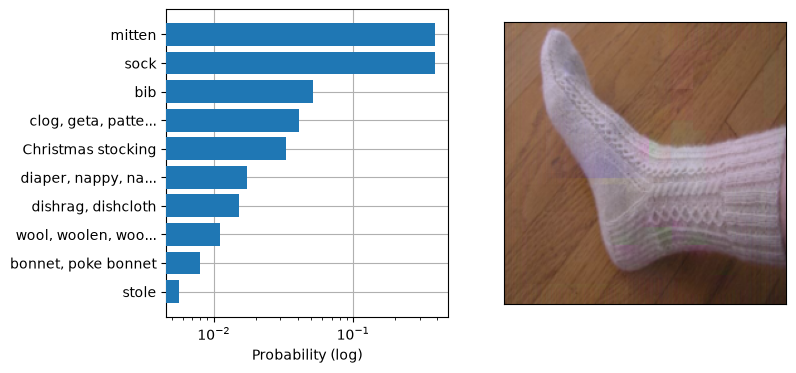 mitten
sock
bib
clog, geta, patte...
Christmas stocking
diaper, nappy, na...
dishrag, dishcloth
wool, woolen, woo...
bonnet, poke bonnet
stole
10⁻² 10⁻¹
Probability (log)